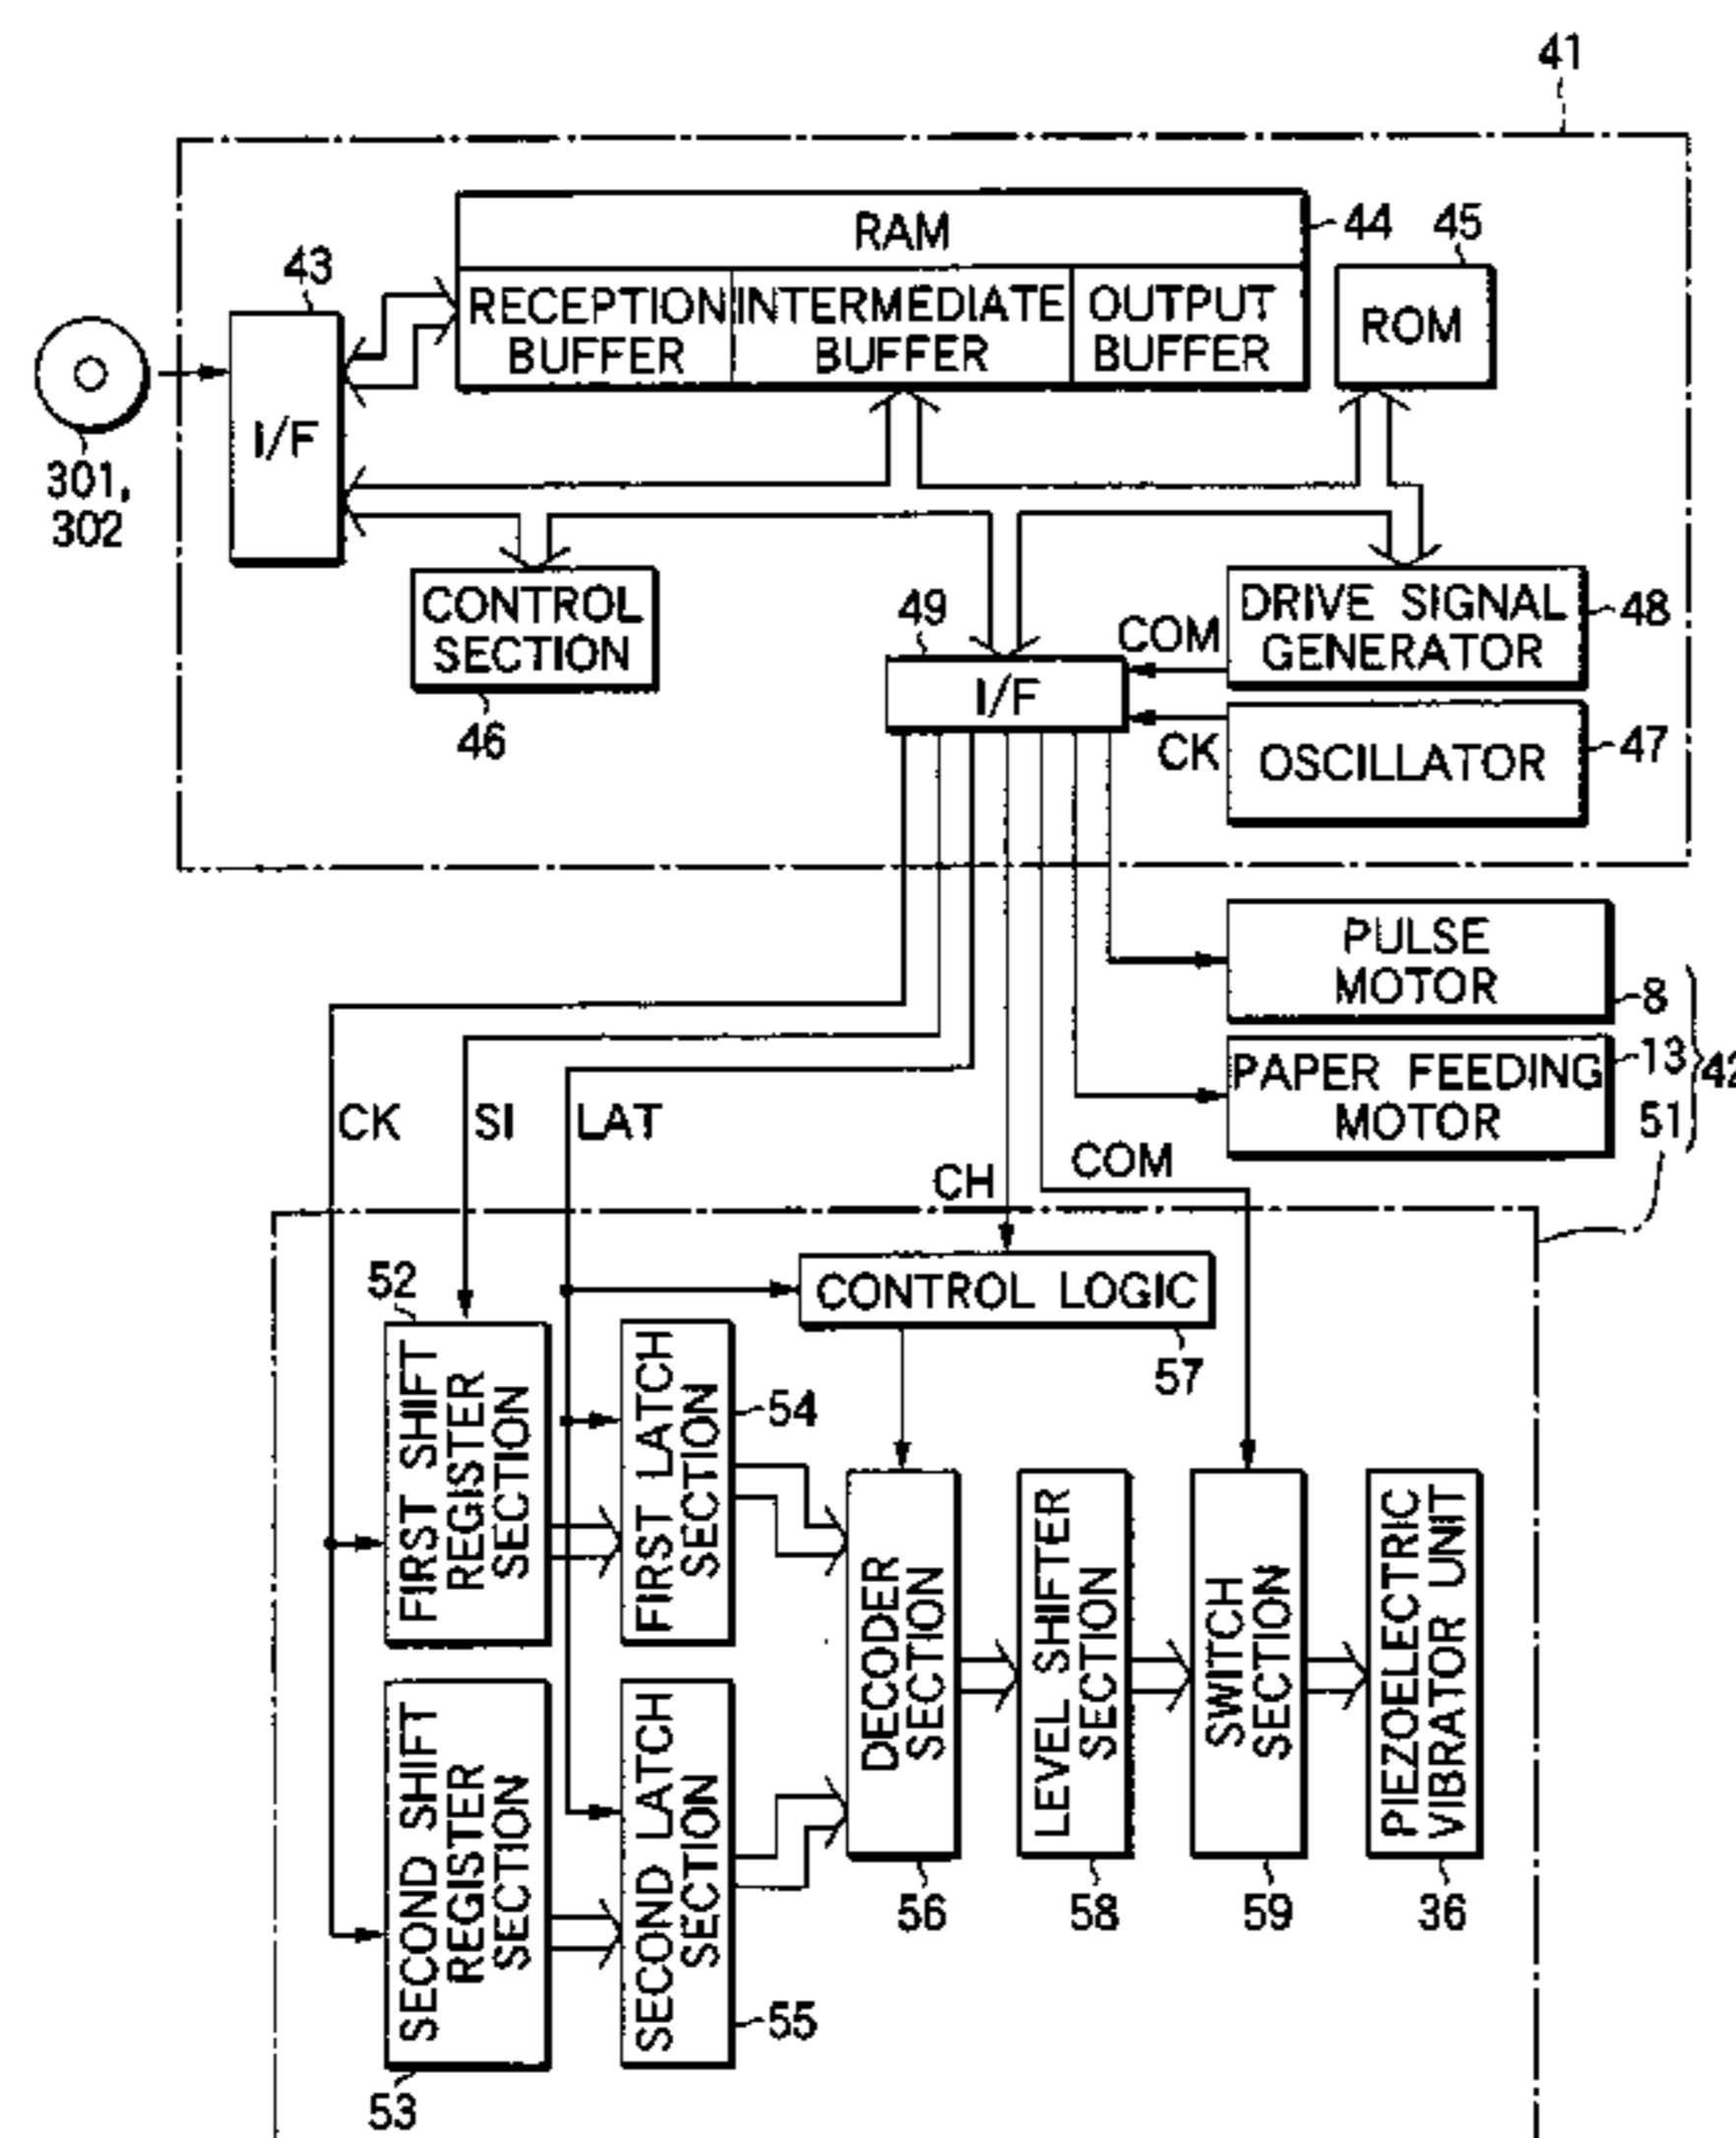 41
RAM
44
45
43
RECEPTION
BUFFER
INTERMEDIATE
BUFFER
OUTPUT
BUFFER
ROM
I/F
301,
302
CONTROL
SECTION
46
49
I/F
COM
CK
DRIVE SIGNAL
GENERATOR
48
OSCILLATOR
47
PULSE
MOTOR
8
PAPER FEEDING
MOTOR
13
42
51
CK
SI
LAT
CH
COM
CONTROL LOGIC
57
52
FIRST SHIFT
REGISTER
SECTION
FIRST LATCH
SECTION
54
SECOND SHIFT
REGISTER
SECTION
53
SECOND LATCH
SECTION
55
DECODER
SECTION
56
LEVEL SHIFTER
SECTION
58
SWITCH
SECTION
59
PIEZOELECTRIC
VIBRATOR UNIT
36